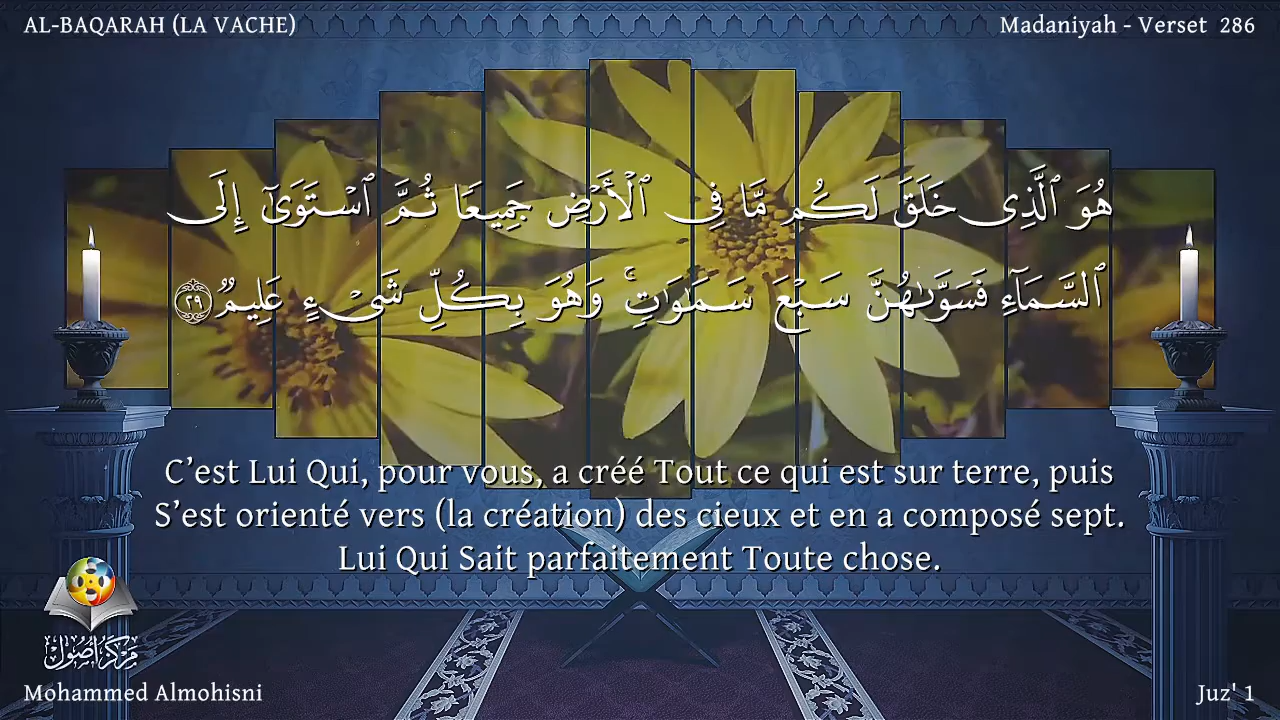 AL-BAQARAH (LA VACHE)
Madaniyah - Verset 286
هُوَ ٱلَّذِى خَلَقَ لَكُم مَّا فِى ٱلْأَرْضِ جَمِيعًا ثُمَّ ٱسْتَوَىٰٓ إِلَى
ٱلسَّمَآءِ فَسَوَّىٰهُنَّ سَبْعَ سَمَٰوَٰتٍ ۚ وَهُوَ بِكُلِّ شَىْءٍ عَلِيمٌ ٢٩
C’est Lui Qui, pour vous, a créé Tout ce qui est sur terre, puis
S’est orienté vers (la création) des cieux et en a composé sept.
Lui Qui Sait parfaitement Toute chose.
مركز أصول
Mohammed Almohisni
Juz' 1